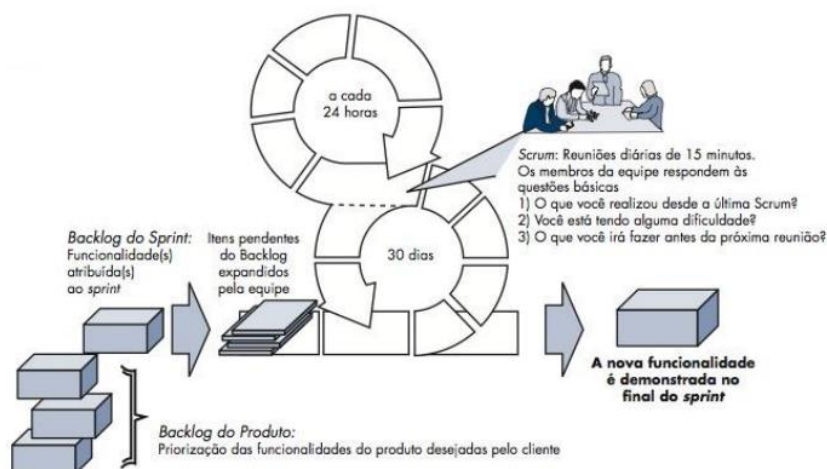 a cada
24 horas
Scrum: Reuniões diárias de 15 minutos.
Os membros da equipe respondem às
questões básicas
1) O que você realizou desde a última Scrum?
2) Você está tendo alguma dificuldade?
3) O que você irá fazer antes da próxima reunião?
Backlog do Sprint:
Funcionalidade(s)
atribuída(s)
ao sprint
Itens pendentes
do Backlog
expandidos
pela equipe
30 dias
A nova funcionalidade
é demonstrada no
final do sprint
Backlog do Produto:
Priorização das funcionalidades do produto desejadas pelo cliente